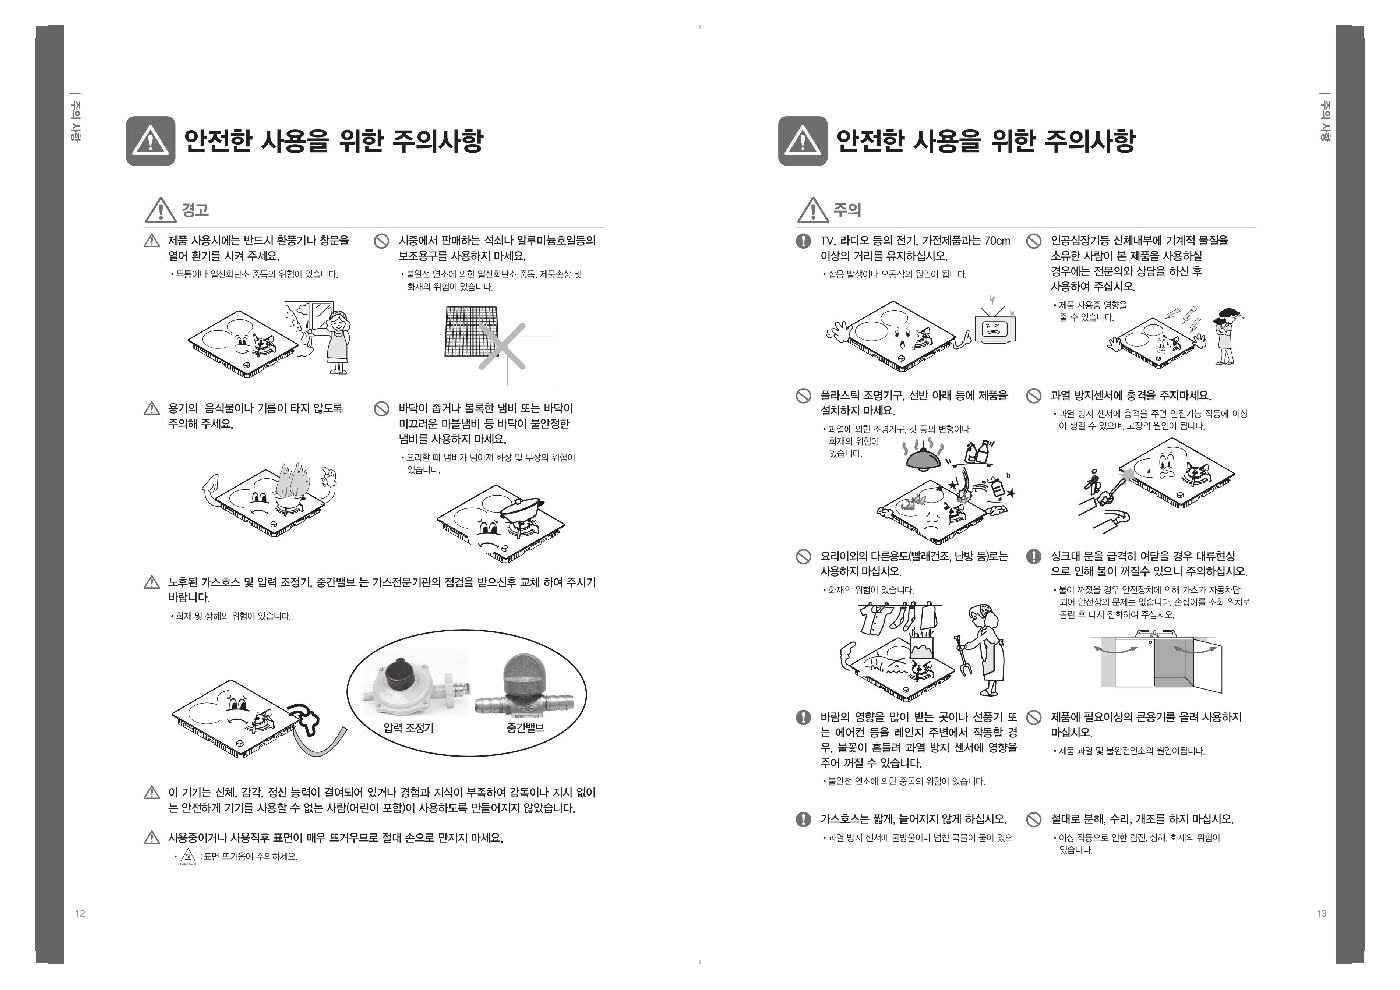 주의 사항
안전한 사용을 위한 주의사항
경고
제품 사용시에는 반드시 환풍기나 창문을
열어 환기를 시켜 주세요.
• 두통이나 일산화탄소 중독의 위험이 있습니다.
시중에서 판매하는 석쇠나 알루미늄호일등의
보조용구를 사용하지 마세요.
• 불완전 연소에 의한 일산화탄소 중독, 제품손상 및
화재의 위험이 있습니다.
용기의 음식물이나 기름이 타지 않도록
주의해 주세요.
바닥이 좁거나 볼록한 냄비 또는 바닥이
미끄러운 마블냄비 등 바닥이 불안정한
냄비를 사용하지 마세요.
• 요리할 때 냄비가 넘어져 화상 및 부상의 위험이
있습니다.
노후된 가스호스 및 압력 조정기, 중간밸브 는 가스전문기관의 점검을 받으신후 교체 하여 주시기
바랍니다.
• 화재 및 상해의 위험이 있습니다.
압력 조정기
중간밸브
이 기기는 신체, 감각, 정신 능력이 결여되어 있거나 경험과 지식이 부족하여 감독이나 지시 없이
는 안전하게 기기를 사용할 수 없는 사람(어린이 포함)이 사용하도록 만들어지지 않았습니다.
사용중이거나 사용직후 표면이 매우 뜨거우므로 절대 손으로 만지지 마세요.
• : 표면 뜨거움에 주의하세요.
12
주의 사항
안전한 사용을 위한 주의사항
주의
TV, 라디오 등의 전기, 가전제품과는 70cm
이상의 거리를 유지하십시오.
• 잡음 발생이나 오동작의 원인이 됩니다.
인공심장기등 신체내부에 기계적 물질을
소유한 사람이 본 제품을 사용하실
경우에는 전문의와 상담을 하신 후
사용하여 주십시오.
• 제품 사용중 영향을
줄 수 있습니다.
플라스틱 조명기구, 선반 아래 등에 제품을
설치하지 마세요.
• 과열에 의한 조명기구, 갓 등의 변형이나
화재의 위험이
있습니다.
과열 방지센서에 충격을 주지마세요.
• 과열 방지 센서에 충격을 주면 안전기능 작동에 이상
이 생길 수 있으며, 고장의 원인이 됩니다.
요리이외의 다른용도(빨래건조, 난방 등)로는
사용하지 마십시오.
• 화재의 위험이 있습니다.
싱크대 문을 급격히 여닫을 경우 대류현상
으로 인해 불이 꺼질수 있으니 주의하십시오.
• 불이 꺼졌을 경우 안전장치에 의해 가스가 자동차단
되어 안전상의 문제는 없습니다. 손잡이를 소화 위치로
돌린 후 다시 점화하여 주십시오.
바람의 영향을 많이 받는 곳이나 선풍기 또
는 에어컨 등을 레인지 주변에서 작동할 경
우, 불꽃이 흔들려 과열 방지 센서에 영향을
주어 꺼질 수 있습니다.
• 불완전 연소에 의한 중독의 위험이 있습니다.
제품에 필요이상의 큰용기를 올려 사용하지
마십시오.
• 제품 과열 및 불완전연소의 원인이됩니다.
가스호스는 짧게, 늘어지지 않게 하십시오.
• 과열 방지 센서에 물방울이나 넘친 국물이 묻어 있으
절대로 분해, 수리, 개조를 하지 마십시오.
• 이상 작동으로 인한 감전, 상해, 화재의 위험이
있습니다.
13